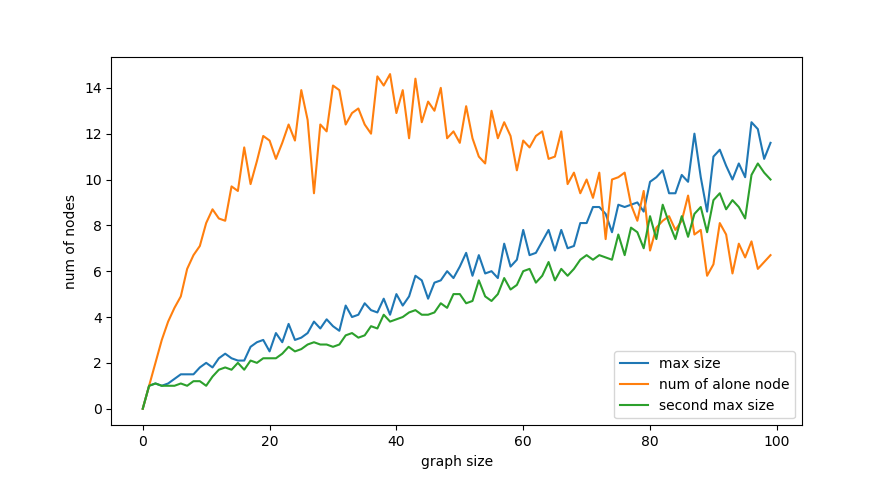 num of nodes
14
12
10
8
6
4
2
0
0 20 40 60 80 100
graph size
max size
num of alone node
second max size